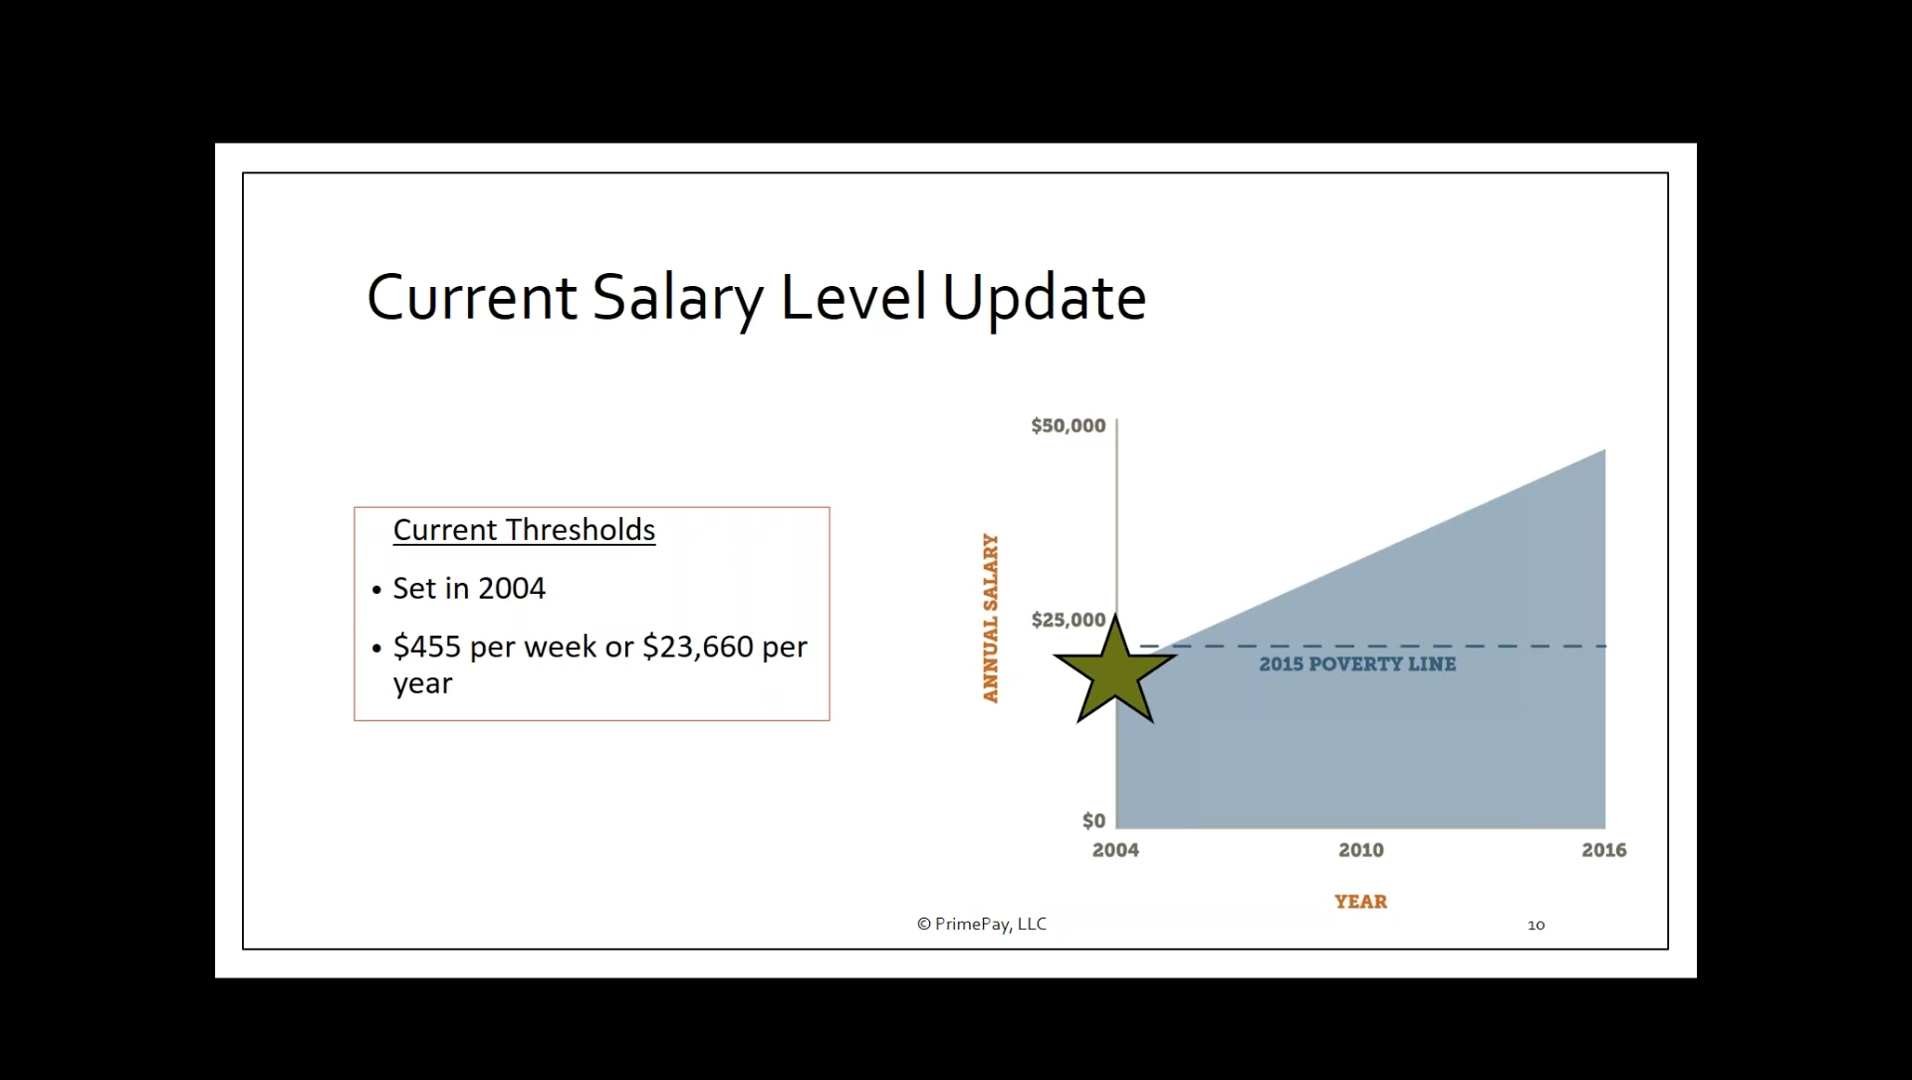 Current Salary Level Update
Current Thresholds
• Set in 2004
• $455 per week or $23,660 per
year
$50,000
ANNUAL SALARY
$25,000
2015 POVERTY LINE
$0
2004
2010
2016
YEAR
© PrimePay, LLC
10